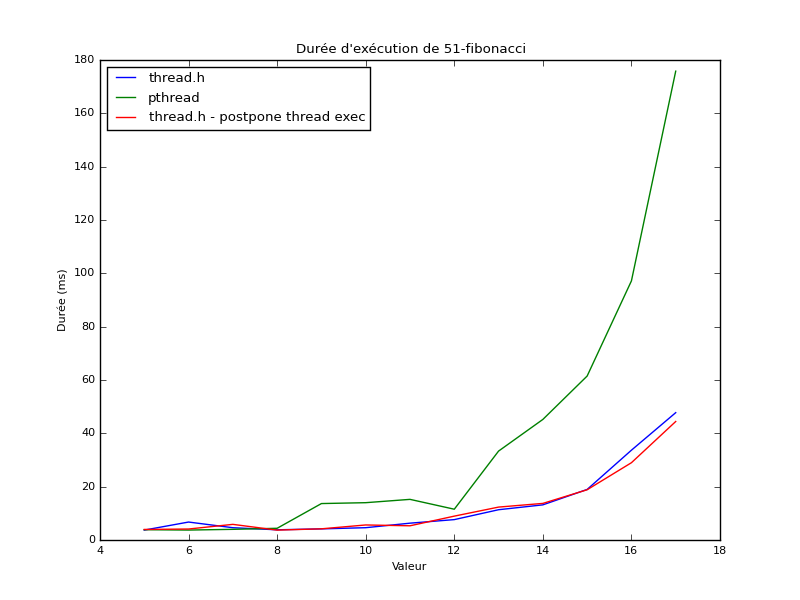 Durée d'exécution de 51-fibonacci
thread.h
pthread
thread.h - postpone thread exec
180
160
140
120
100
80
60
40
20
0
Durée (ms)
4 6 8 10 12 14 16 18
Valeur